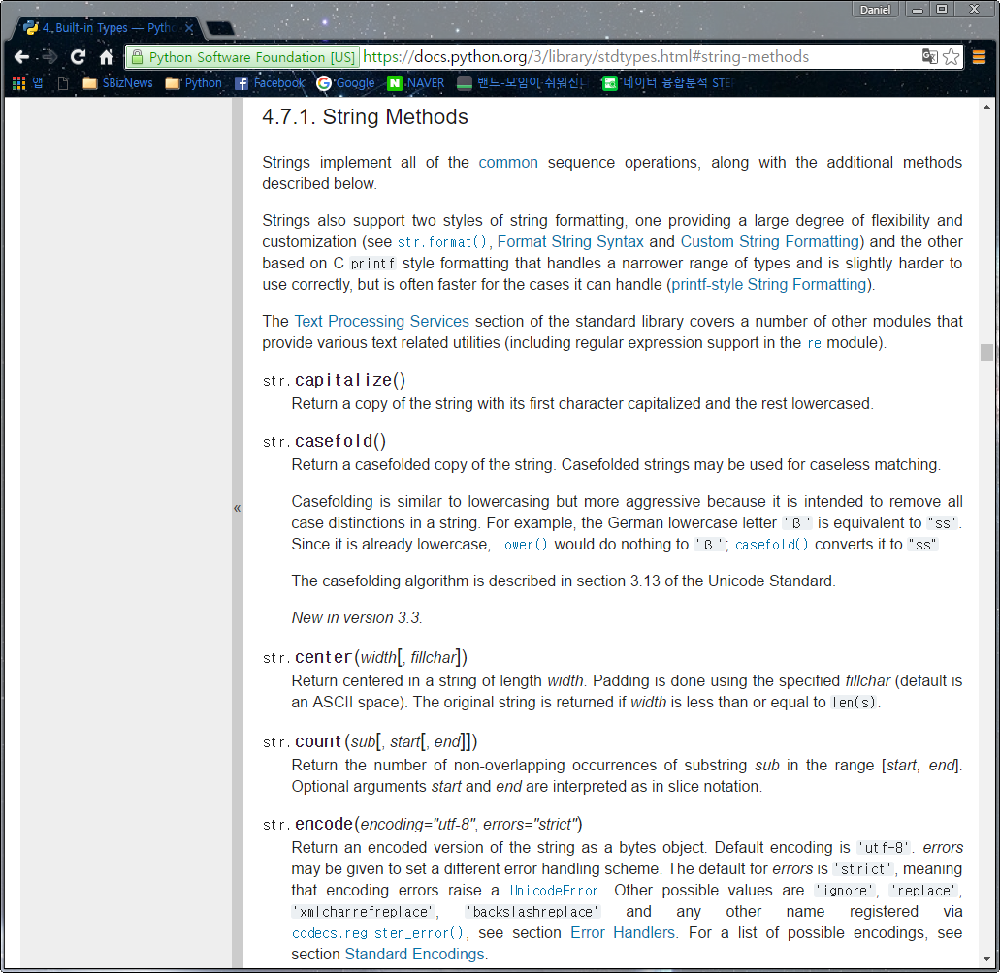 Daniel
4. Built-in Types — Pytho
Python Software Foundation [US] https://docs.python.org/3/library/stdtypes.html#string-methods
앱 SBizNews Python Facebook Google NAVER 밴드-모임이 쉬워진 데이터 융합분석 STE
4.7.1. String Methods
Strings implement all of the common sequence operations, along with the additional methods
described below.
Strings also support two styles of string formatting, one providing a large degree of flexibility and
customization (see str.format(), Format String Syntax and Custom String Formatting) and the other
based on C printf style formatting that handles a narrower range of types and is slightly harder to
use correctly, but is often faster for the cases it can handle (printf-style String Formatting).
The Text Processing Services section of the standard library covers a number of other modules that
provide various text related utilities (including regular expression support in the re module).
str.capitalize()
Return a copy of the string with its first character capitalized and the rest lowercased.
str.casefold()
Return a casefolded copy of the string. Casefolded strings may be used for caseless matching.
«
Casefolding is similar to lowercasing but more aggressive because it is intended to remove all
case distinctions in a string. For example, the German lowercase letter 'ß' is equivalent to "ss".
Since it is already lowercase, lower() would do nothing to 'ß'; casefold() converts it to "ss".
The casefolding algorithm is described in section 3.13 of the Unicode Standard.
New in version 3.3.
str.center(width[, fillchar])
Return centered in a string of length width. Padding is done using the specified fillchar (default is
an ASCII space). The original string is returned if width is less than or equal to len(s).
str.count(sub[, start[, end]])
Return the number of non-overlapping occurrences of substring sub in the range [start, end].
Optional arguments start and end are interpreted as in slice notation.
str.encode(encoding="utf-8", errors="strict")
Return an encoded version of the string as a bytes object. Default encoding is 'utf-8'. errors
may be given to set a different error handling scheme. The default for errors is 'strict', meaning
that encoding errors raise a UnicodeError. Other possible values are 'ignore', 'replace',
'xmlcharrefreplace', 'backslashreplace' and any other name registered via
codecs.register_error(), see section Error Handlers. For a list of possible encodings, see
section Standard Encodings.